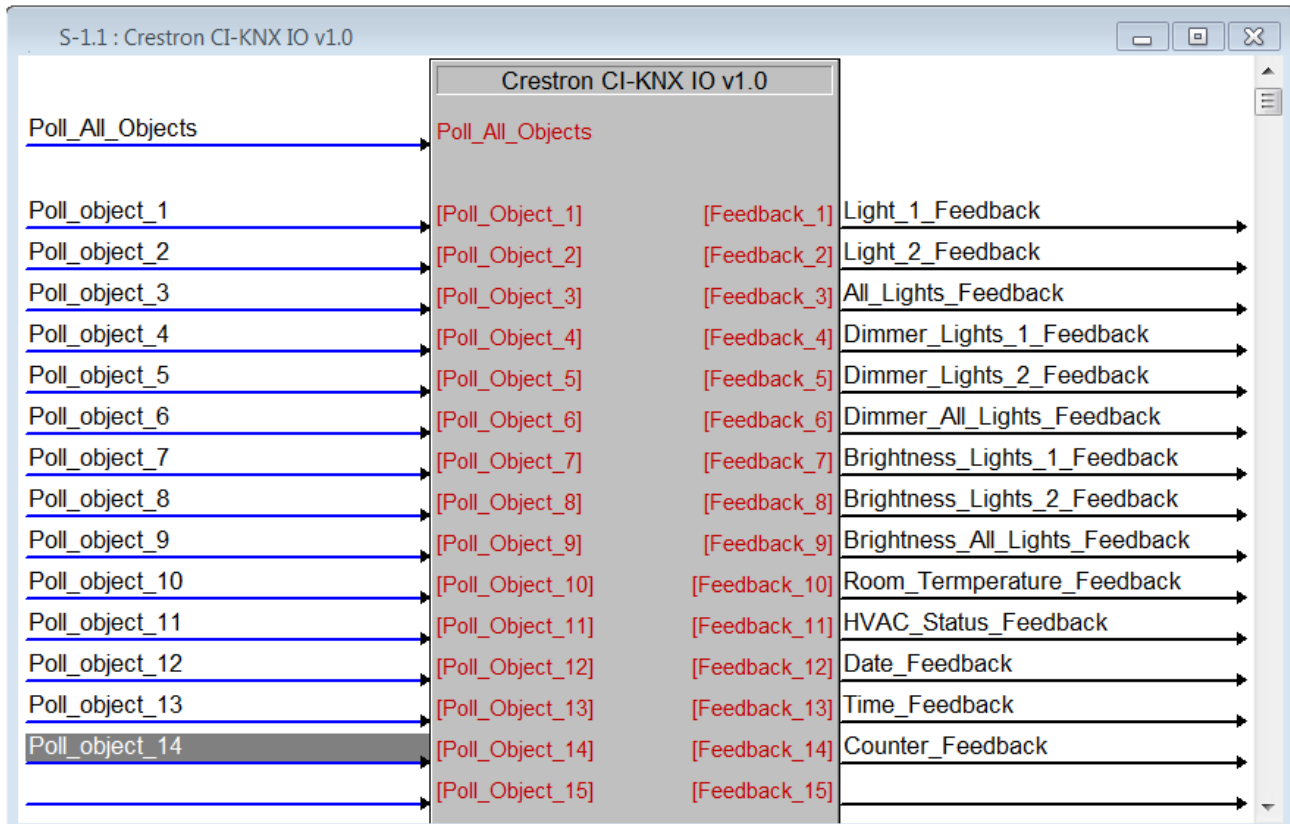 S-1.1 : Crestron CI-KNX IO v1.0
Crestron CI-KNX IO v1.0
Poll_All_Objects Poll_All_Objects
Poll_object_1 [Poll_Object_1] [Feedback_1] Light_1_Feedback
Poll_object_2 [Poll_Object_2] [Feedback_2] Light_2_Feedback
Poll_object_3 [Poll_Object_3] [Feedback_3] All_Lights_Feedback
Poll_object_4 [Poll_Object_4] [Feedback_4] Dimmer_Lights_1_Feedback
Poll_object_5 [Poll_Object_5] [Feedback_5] Dimmer_Lights_2_Feedback
Poll_object_6 [Poll_Object_6] [Feedback_6] Dimmer_All_Lights_Feedback
Poll_object_7 [Poll_Object_7] [Feedback_7] Brightness_Lights_1_Feedback
Poll_object_8 [Poll_Object_8] [Feedback_8] Brightness_Lights_2_Feedback
Poll_object_9 [Poll_Object_9] [Feedback_9] Brightness_All_Lights_Feedback
Poll_object_10 [Poll_Object_10] [Feedback_10] Room_Termperature_Feedback
Poll_object_11 [Poll_Object_11] [Feedback_11] HVAC_Status_Feedback
Poll_object_12 [Poll_Object_12] [Feedback_12] Date_Feedback
Poll_object_13 [Poll_Object_13] [Feedback_13] Time_Feedback
Poll_object_14 [Poll_Object_14] [Feedback_14] Counter_Feedback
[Poll_Object_15] [Feedback_15]